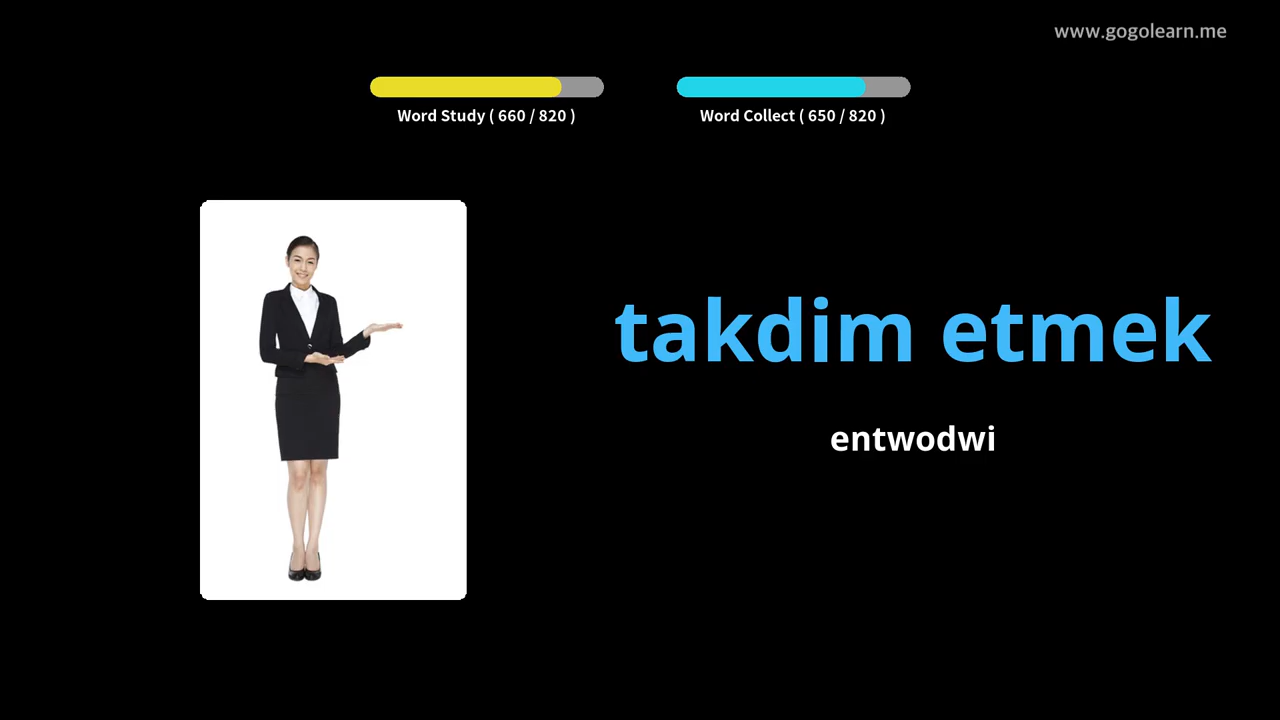 www.gogolearn.me
Word Study ( 660 / 820 )
Word Collect ( 650 / 820 )
takdim etmek
entwodwi